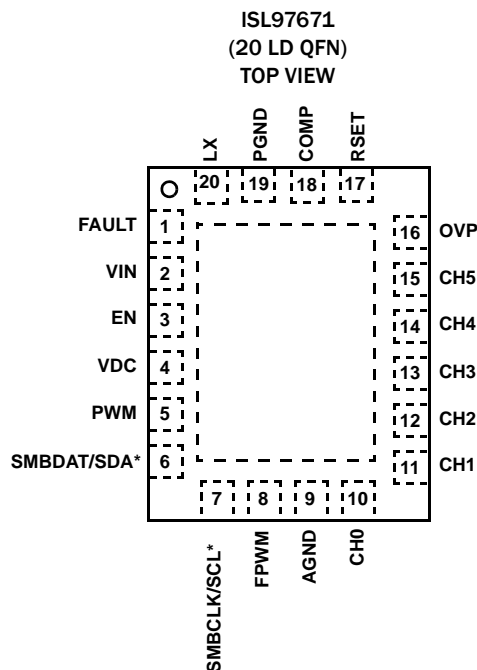 ISL97671
(20 LD QFN)
TOP VIEW
LX
PGND
COMP
RSET
20
19
18
17
FAULT 1
VIN 2
EN 3
VDC 4
PWM 5
SMBDAT/SDA* 6
16 OVP
15 CH5
14 CH4
13 CH3
12 CH2
11 CH1
7
8
9
10
SMBCLK/SCL*
FPWM
AGND
CH0